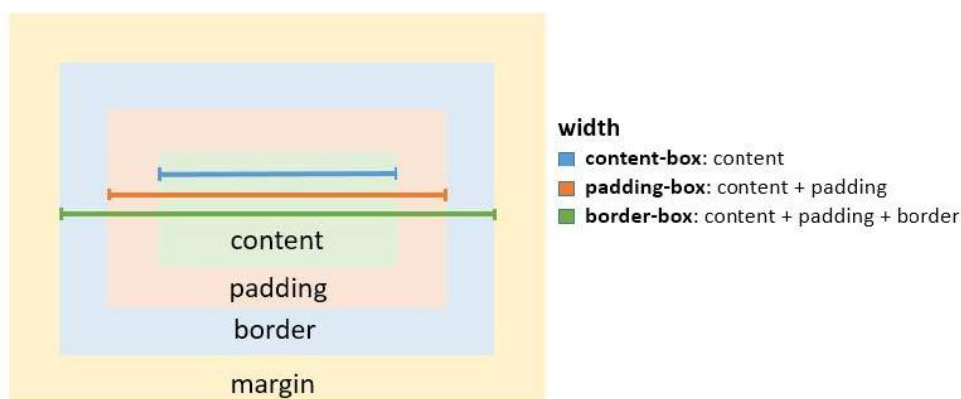 content
padding
border
margin
width
content-box: content
padding-box: content + padding
border-box: content + padding + border